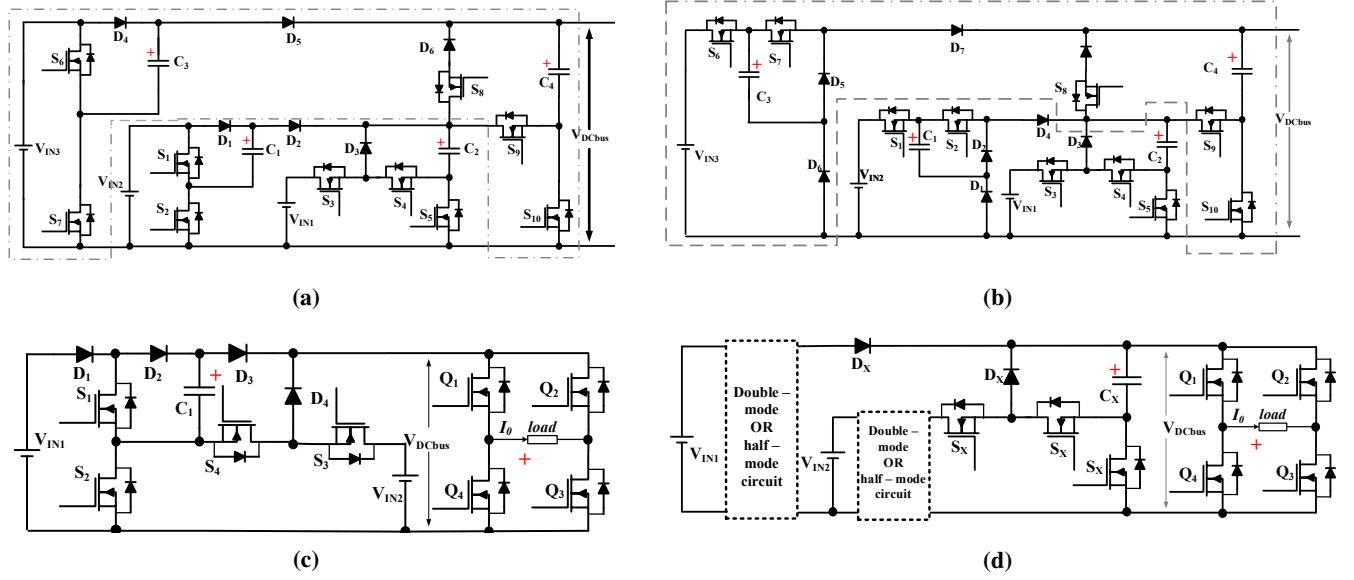 D4
D5
S6
+
C3
D6
+
C4
S8
VIN3
S7
VIN2
S1
S2
D1
+
C1
D2
D3
+
C2
S9
VDCbus
VIN1
S3
S4
S5
S10
(a)
S6
S7
+
C3
D5
D7
S8
+
C4
VIN3
D6
VIN2
S1
+
C1
S2
D2
D1
D4
D3
+
C2
S9
VDCbus
VIN1
S3
S4
S5
S10
(b)
D1
D2
D3
S1
+
C1
D4
Q1
Q2
VIN1
S2
S4
S3
VDCbus
I0 load
+
VIN2
Q4
Q3
(c)
DX
Double –
mode
OR
half –
mode
circuit
VIN1
VIN2
Double –
mode
OR
half – mode
circuit
DX
+
CX
SX
SX
SX
VDCbus
Q1
Q2
I0 load
+
Q4
Q3
(d)